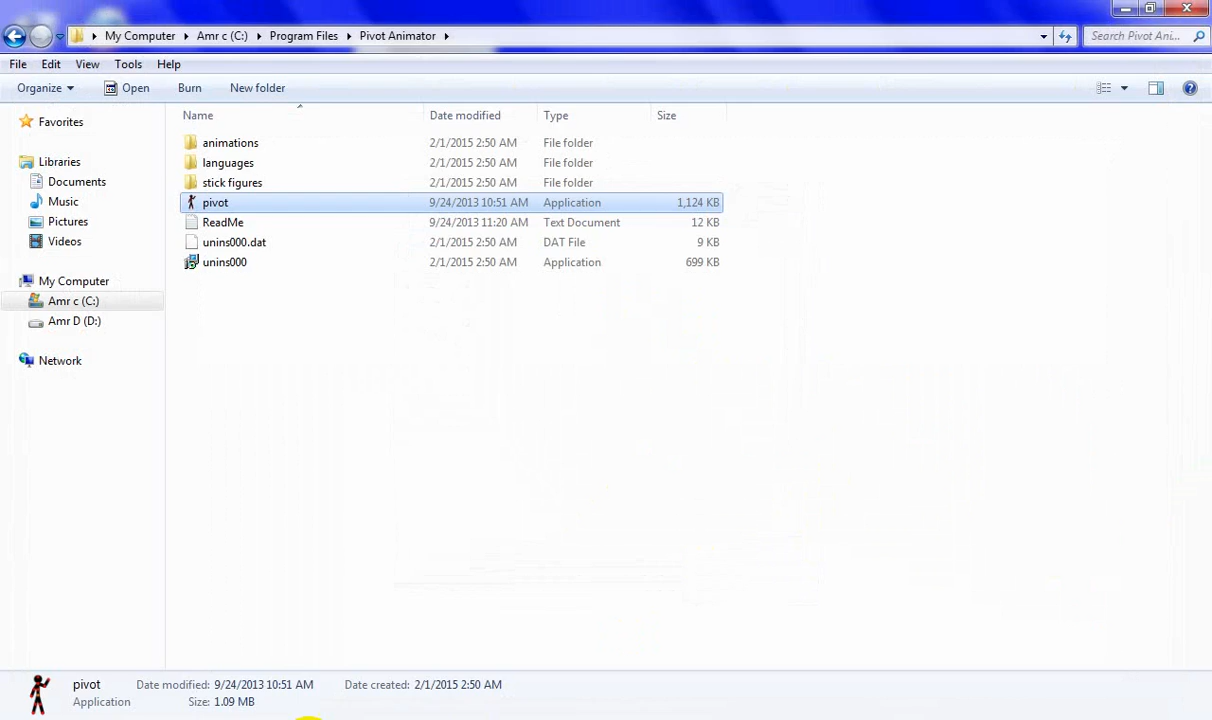 My Computer Amr c (C:) Program Files Pivot Animator Search Pivot Ani...
File Edit View Tools Help
Organize Open Burn New folder
Name Date modified Type Size
Favorites
Libraries
Documents
Music
Pictures
Videos
My Computer
Amr c (C:)
Amr D (D:)
Network
animations 2/1/2015 2:50 AM File folder
languages 2/1/2015 2:50 AM File folder
stick figures 2/1/2015 2:50 AM File folder
pivot 9/24/2013 10:51 AM Application 1,124 KB
ReadMe 9/24/2013 11:20 AM Text Document 12 KB
unins000.dat 2/1/2015 2:50 AM DAT File 9 KB
unins000 2/1/2015 2:50 AM Application 699 KB
pivot Date modified: 9/24/2013 10:51 AM Date created: 2/1/2015 2:50 AM
Application Size: 1.09 MB